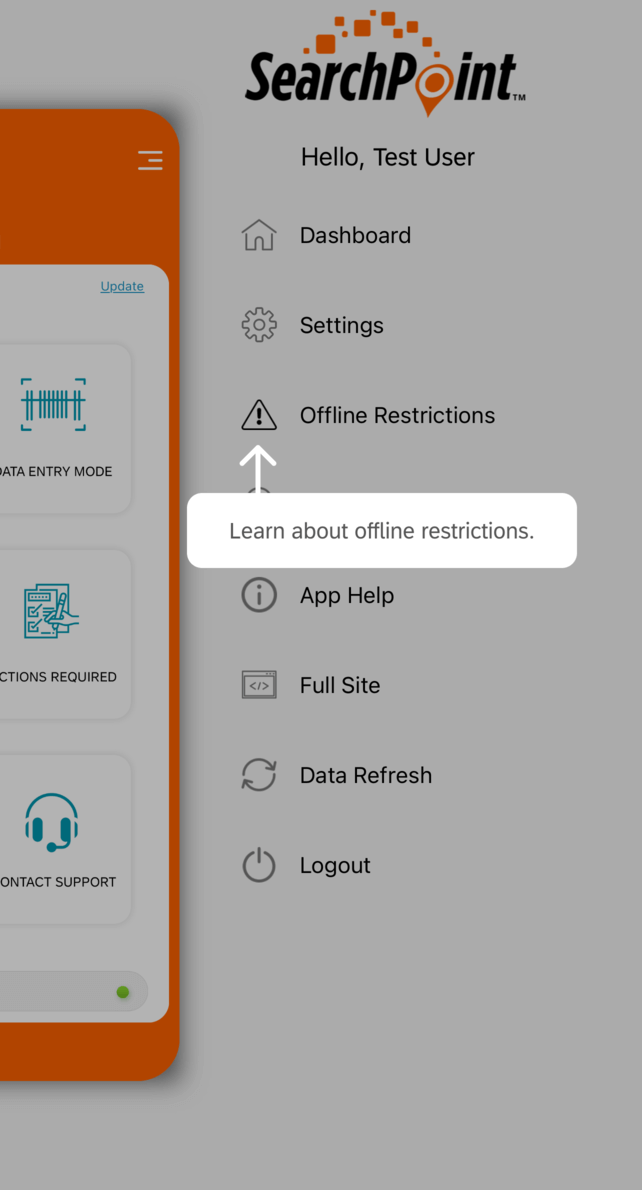 SearchPoint™
Hello, Test User
Dashboard
Update
Settings
Offline Restrictions
DATA ENTRY MODE
Learn about offline restrictions.
App Help
CTIONS REQUIRED
Full Site
</>
Data Refresh
Logout
ONTACT SUPPORT